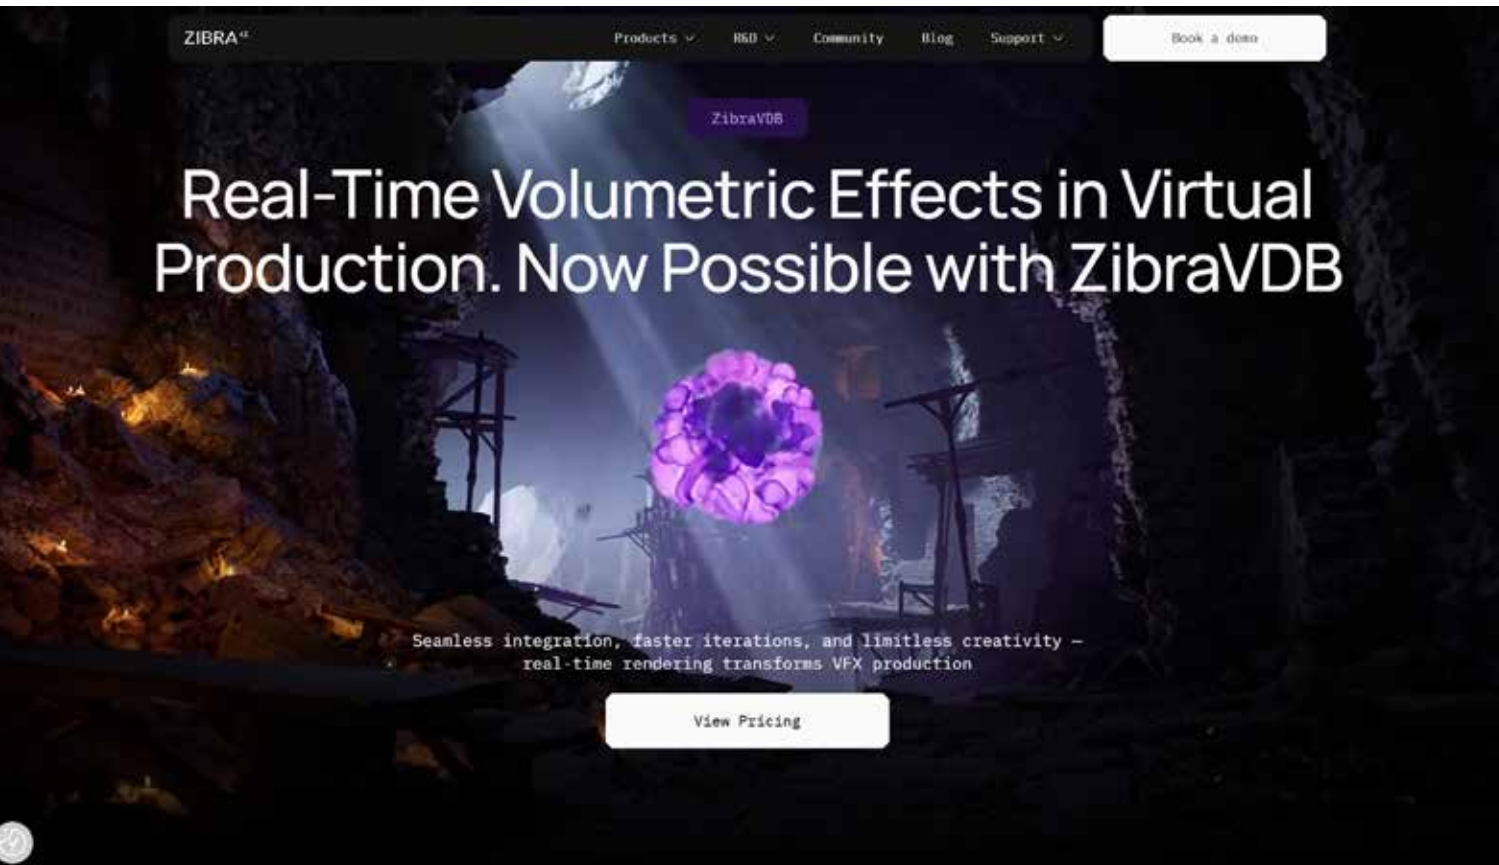 ZIBRA AI
Products R&D Community Blog Support Book a demo
ZibraVDB
Real-Time Volumetric Effects in Virtual
Production. Now Possible with ZibraVDB
Seamless integration, faster iterations, and limitless creativity —
real-time rendering transforms VFX production
View Pricing